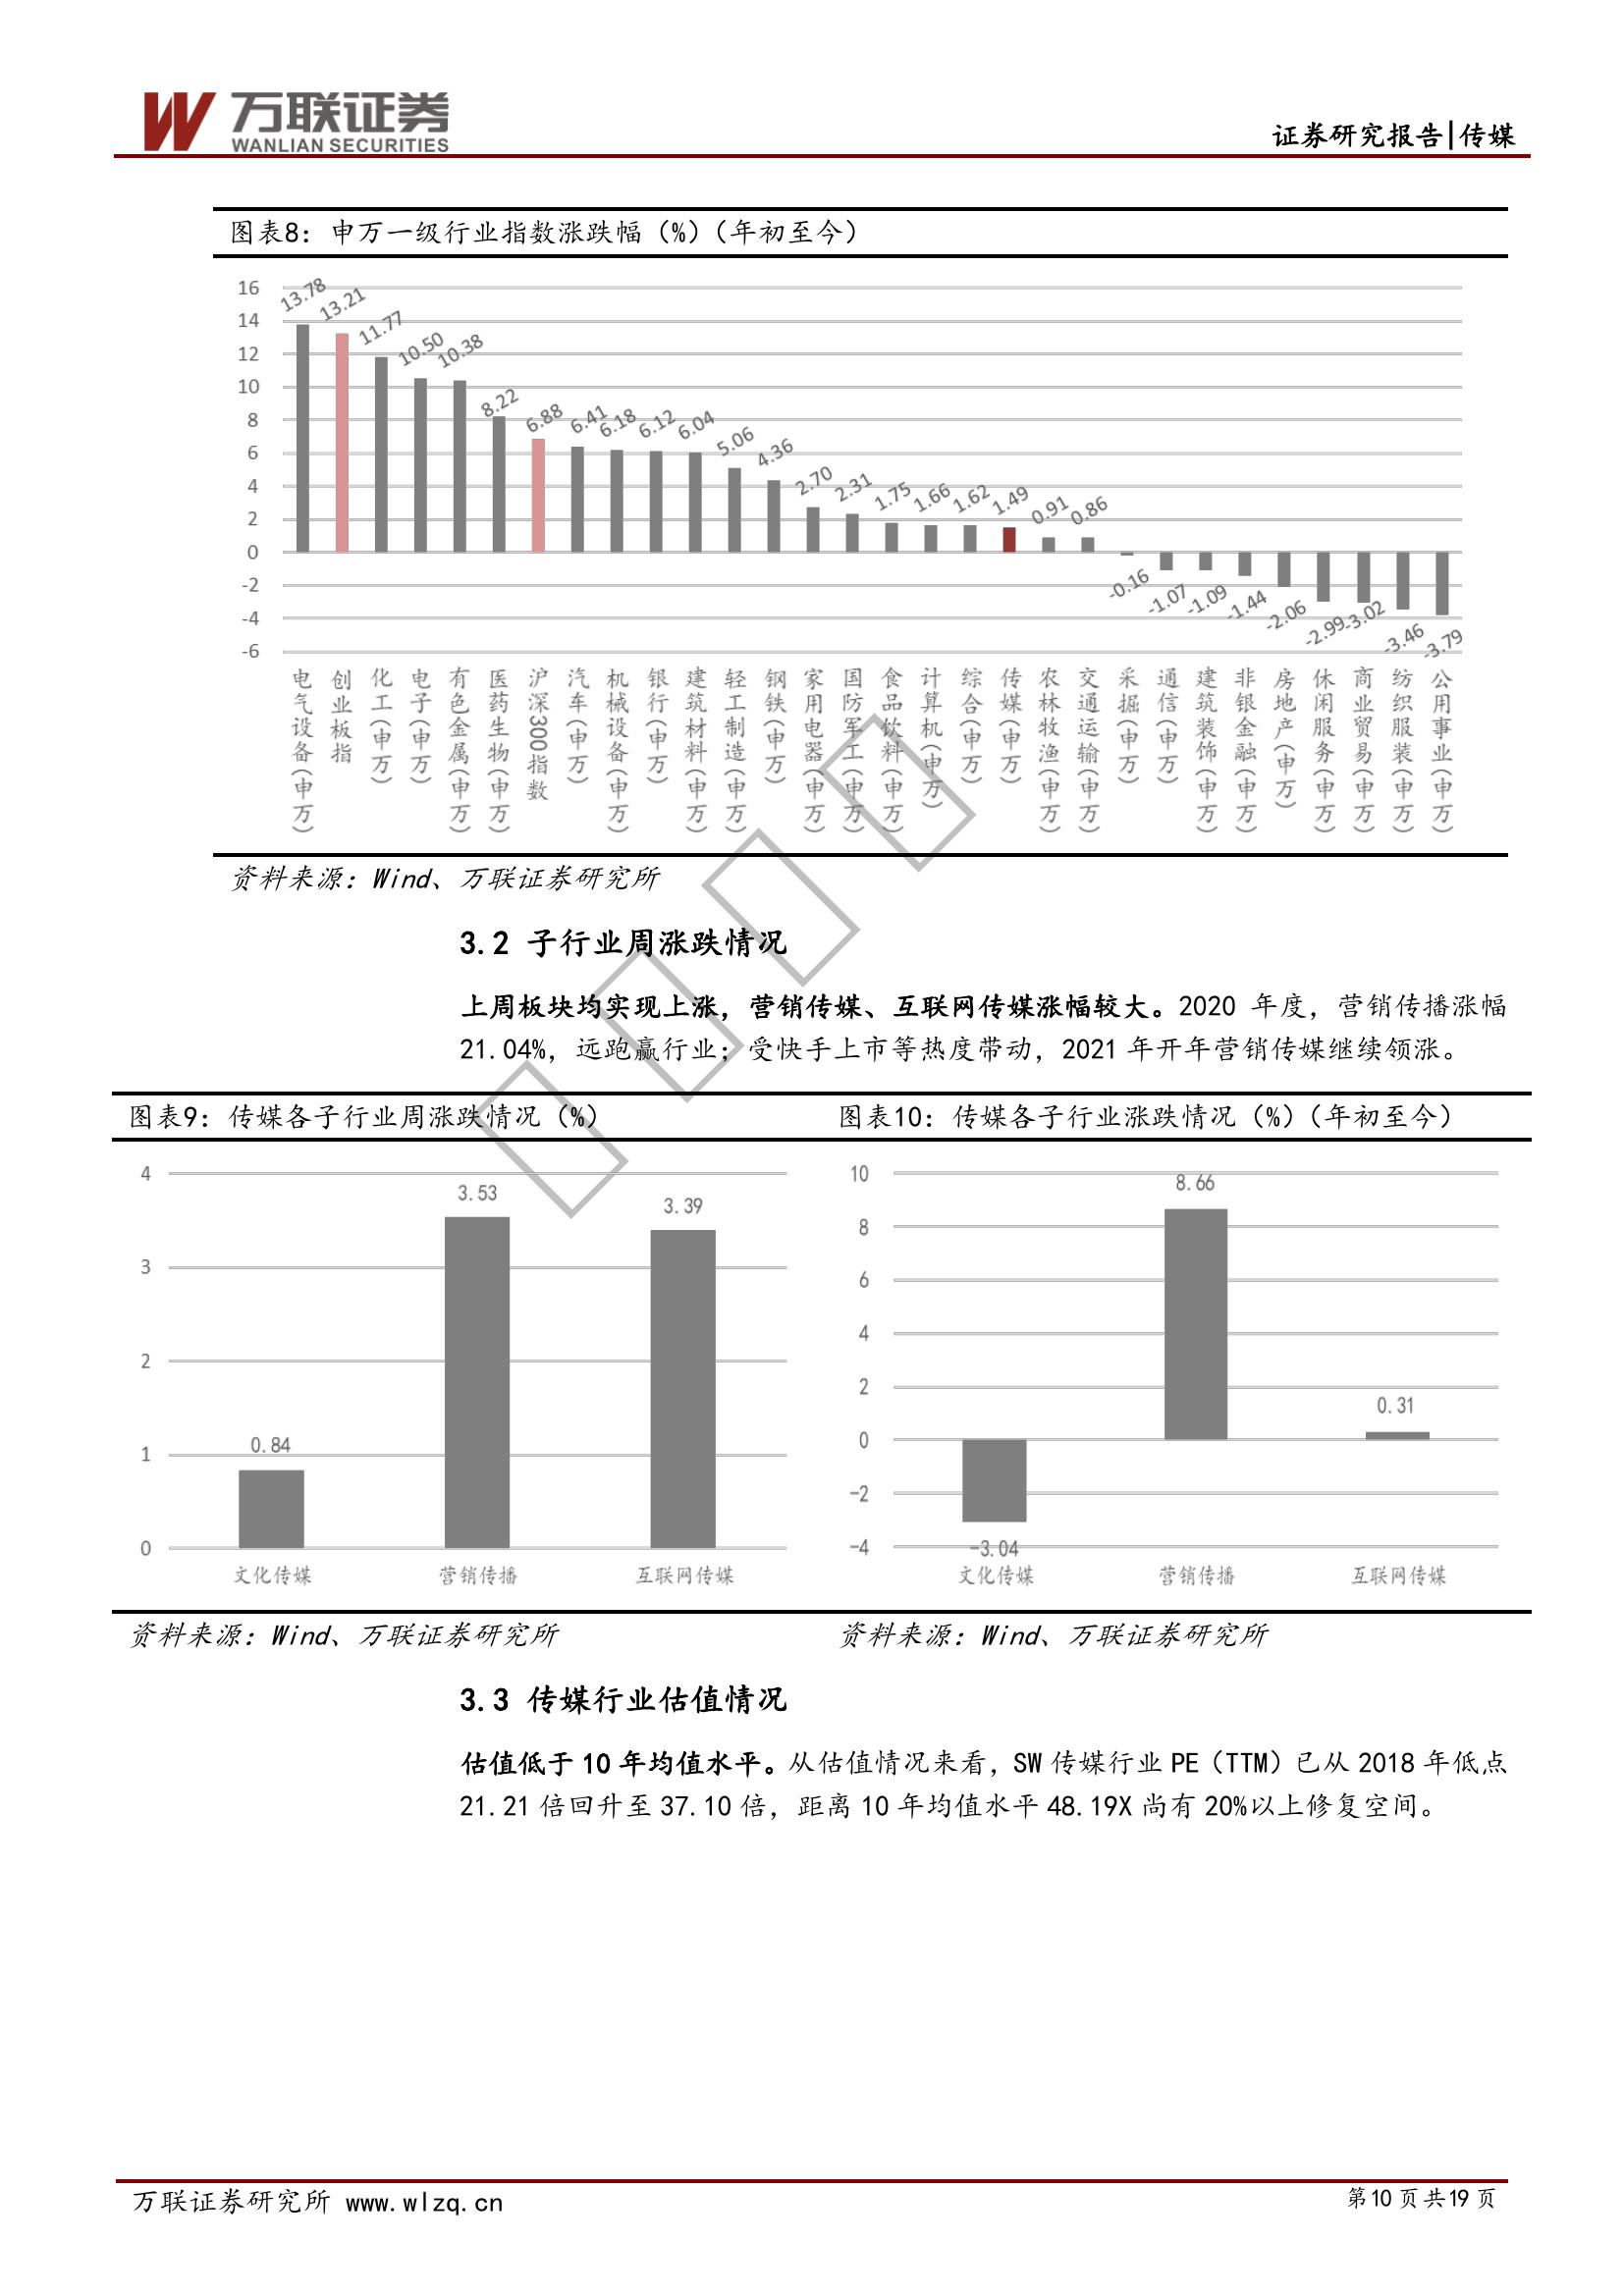 万联证券
WANLIAN SECURITIES
证券研究报告|传媒
图表8：申万一级行业指数涨跌幅（%）（年初至今）
16
14
12
10
8
6
4
2
0
-2
-4
-6
13.78
13.21
11.77
10.50
10.38
8.22
6.88
6.41
6.18
6.12
6.04
5.06
4.36
2.70
2.31
1.75
1.66
1.62
1.49
0.91
0.86
-0.16
-1.07
-1.09
-1.44
-2.06
-2.99
-3.02
-3.46
-3.79
电气设备(申万)
创业板指
化工(申万)
电子(申万)
有色金属(申万)
医药生物(申万)
沪深300指数
汽车(申万)
机械设备(申万)
银行(申万)
建筑材料(申万)
轻工制造(申万)
钢铁(申万)
家用电器(申万)
国防军工(申万)
食品饮料(申万)
计算机(申万)
综合(申万)
传媒(申万)
农林牧渔(申万)
交通运输(申万)
采掘(申万)
通信(申万)
建筑装饰(申万)
非银金融(申万)
房地产(申万)
休闲服务(申万)
商业贸易(申万)
纺织服装(申万)
公用事业(申万)
资料来源：Wind、万联证券研究所
3.2 子行业周涨跌情况
上周板块均实现上涨，营销传媒、互联网传媒涨幅较大。2020 年度，营销传播涨幅
21.04%，远跑赢行业；受快手上市等热度带动，2021 年开年营销传媒继续领涨。
图表9：传媒各子行业周涨跌情况（%）
4
3
2
1
0
0.84
3.53
3.39
文化传媒
营销传播
互联网传媒
资料来源：Wind、万联证券研究所
图表10：传媒各子行业涨跌情况（%）（年初至今）
10
8
6
4
2
0
-2
-4
-3.04
8.66
0.31
文化传媒
营销传播
互联网传媒
资料来源：Wind、万联证券研究所
3.3 传媒行业估值情况
估值低于 10 年均值水平。从估值情况来看，SW 传媒行业 PE（TTM）已从 2018 年低点
21.21 倍回升至 37.10 倍，距离 10 年均值水平 48.19X 尚有 20%以上修复空间。
万联证券研究所 www.wlzq.cn
第10页共19页